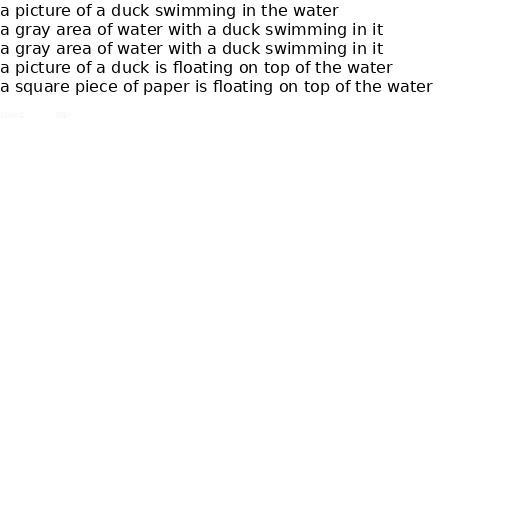 a picture of a duck swimming in the water
a gray area of water with a duck swimming in it
a gray area of water with a duck swimming in it
a picture of a duck is floating on top of the water
a square piece of paper is floating on top of the water